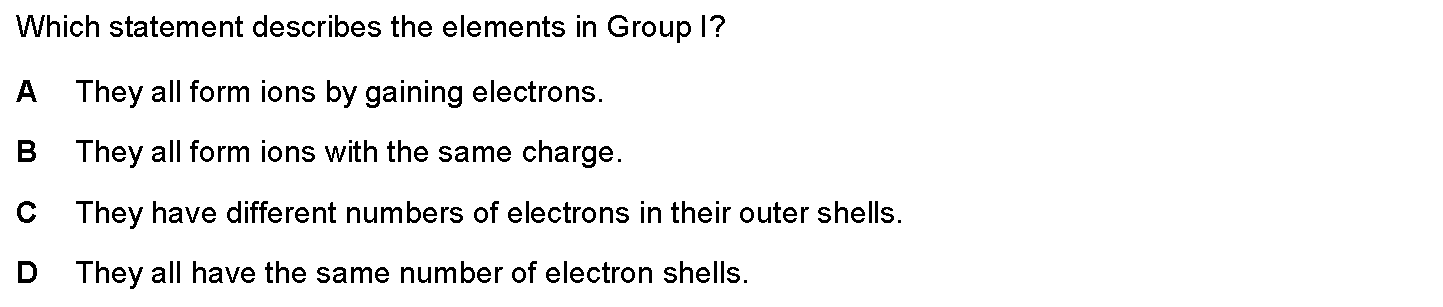 Which statement describes the elements in Group I?
A They all form ions by gaining electrons.
B They all form ions with the same charge.
C They have different numbers of electrons in their outer shells.
D They all have the same number of electron shells.